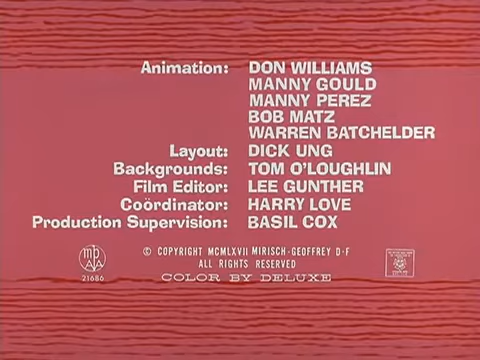 Animation: DON WILLIAMS
MANNY GOULD
MANNY PEREZ
BOB MATZ
WARREN BATCHELDER
Layout: DICK UNG
Backgrounds: TOM O'LOUGHLIN
Film Editor: LEE GUNTHER
Coördinator: HARRY LOVE
Production Supervision: BASIL COX
© COPYRIGHT MCMLXVII MIRISCH-GEOFFREY D-F
ALL RIGHTS RESERVED
COLOR BY DELUXE
21686